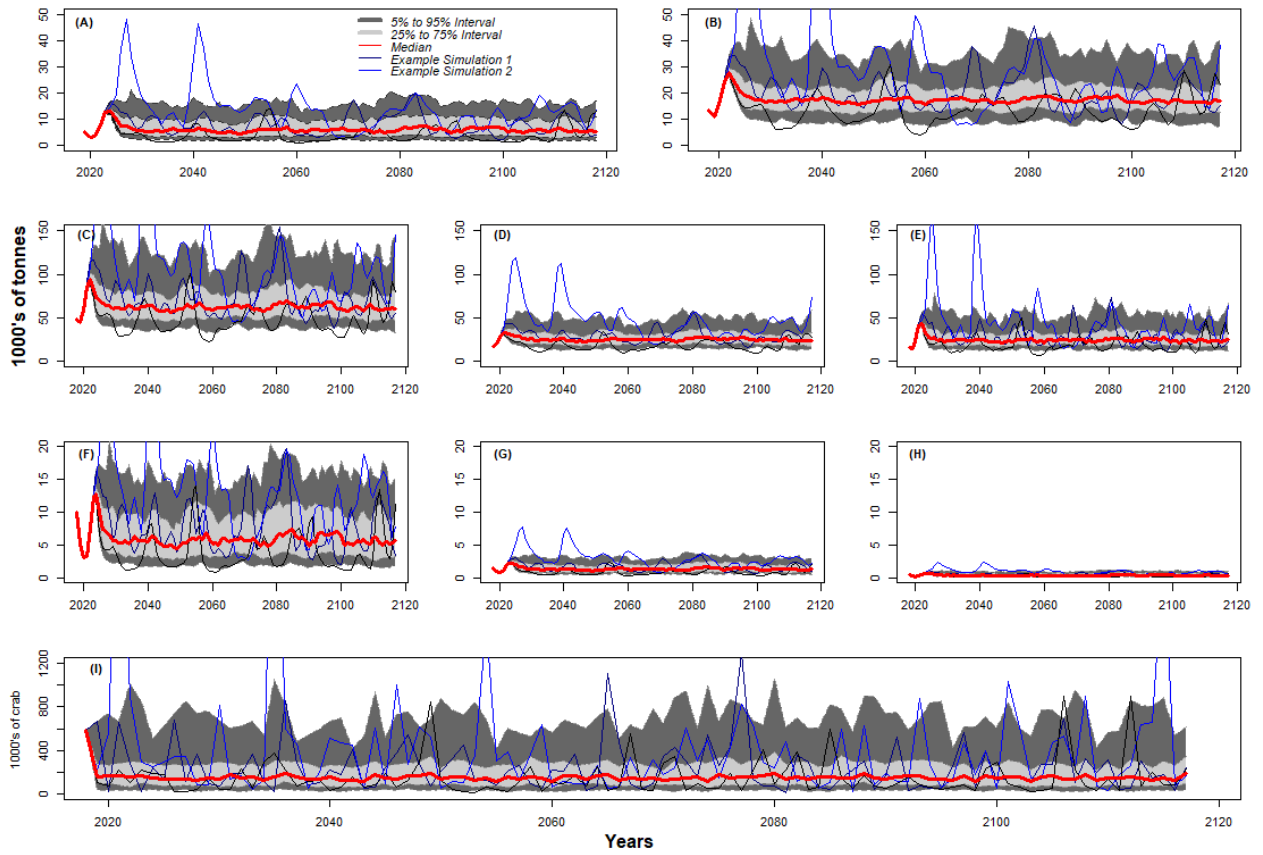 (A)
5% to 95% Interval
25% to 75% Interval
Median
Example Simulation 1
Example Simulation 2
0 10 20 30 40 50
2020 2040 2060 2080 2100 2120
(B)
0 10 20 30 40 50
2020 2040 2060 2080 2100 2120
1000's of tonnes
(C)
0 50 100 150
2020 2040 2060 2080 2100 2120
(D)
0 50 100 150
2020 2040 2060 2080 2100 2120
(E)
0 50 100 150
2020 2040 2060 2080 2100 2120
(F)
0 5 10 15 20
2020 2040 2060 2080 2100 2120
(G)
0 5 10 15 20
2020 2040 2060 2080 2100 2120
(H)
0 5 10 15 20
2020 2040 2060 2080 2100 2120
1000's of crab
(I)
0 400 800 1200
2020 2040 2060 2080 2100 2120
Years